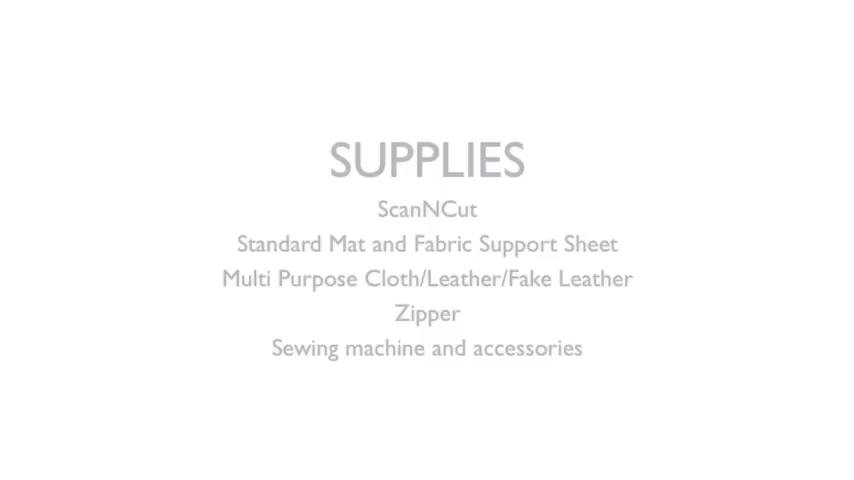 SUPPLIES
ScanNCut
Standard Mat and Fabric Support Sheet
Multi Purpose Cloth/Leather/Fake Leather
Zipper
Sewing machine and accessories